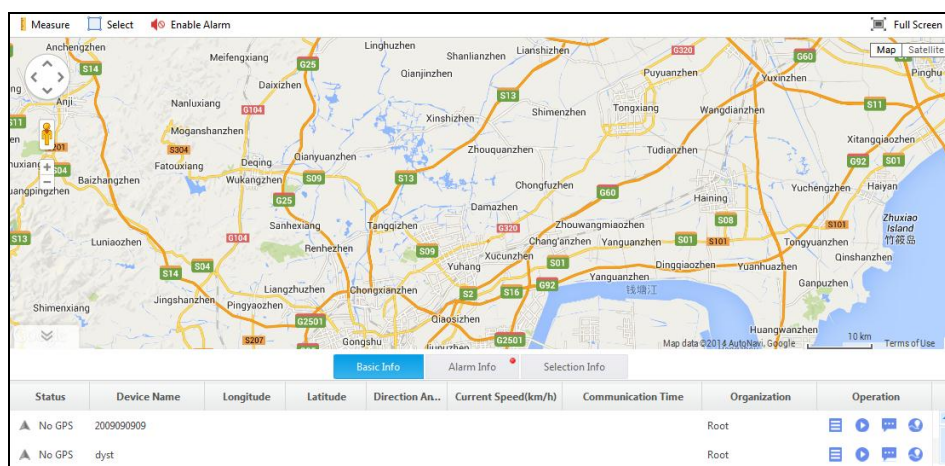 Measure
Select
Enable Alarm
Full Screen
Map
Satellite
Anchengzhen
Meifengxiang
Linghuzhen
Shanlianzhen
Lianshizhen
G320
G60
S14
G25
Qianjinzhen
Puyuanzhen
Yuxinzhen
Pinghu
Daixizhen
Anji
Nanluxiang
G104
S13
Xinshizhen
Shimenzhen
Tongxiang
Wangdianzhen
S11
S11
Moganshanzhen
S304
Fatouxiang
Deqing
Qianyuanzhen
Zhouquanzhen
Tudianzhen
Xitangqiaozhen
G92
S01
Baizhangzhen
Wukangzhen
S09
S13
Chongfuzhen
G60
Yuchengzhen
Haiyan
G25
Damazhen
Haining
Sanhexiang
Tangqizhen
G320
Zhouwangmiaozhen
S08
S101
Zhuxiao
Island
竹筱岛
S13
Luniaozhen
G104
Renhezhen
S09
Chang'anzhen
Yanguanzhen
S01
S101
Tongyuanzhen
Qinshanzhen
Xucunzhen
Yuhang
S01
Dingqiaozhen
Yuanhuazhen
S14
S04
Liangzhuzhen
Chongxianzhen
Yanguanzhen
G92
钱塘江
Ganpuzhen
Shimenxiang
Jingshanzhen
Pingyaozhen
S2
S16
Qiaosizhen
G2501
S207
Gongshu
G2501
Huangwanzhen
Map data ©2014 AutoNavi, Google
10 km
Terms of Use
Basic Info
Alarm Info
Selection Info
Status
Device Name
Longitude
Latitude
Direction An...
Current Speed(km/h)
Communication Time
Organization
Operation
No GPS
2009090909
Root
No GPS
dyst
Root